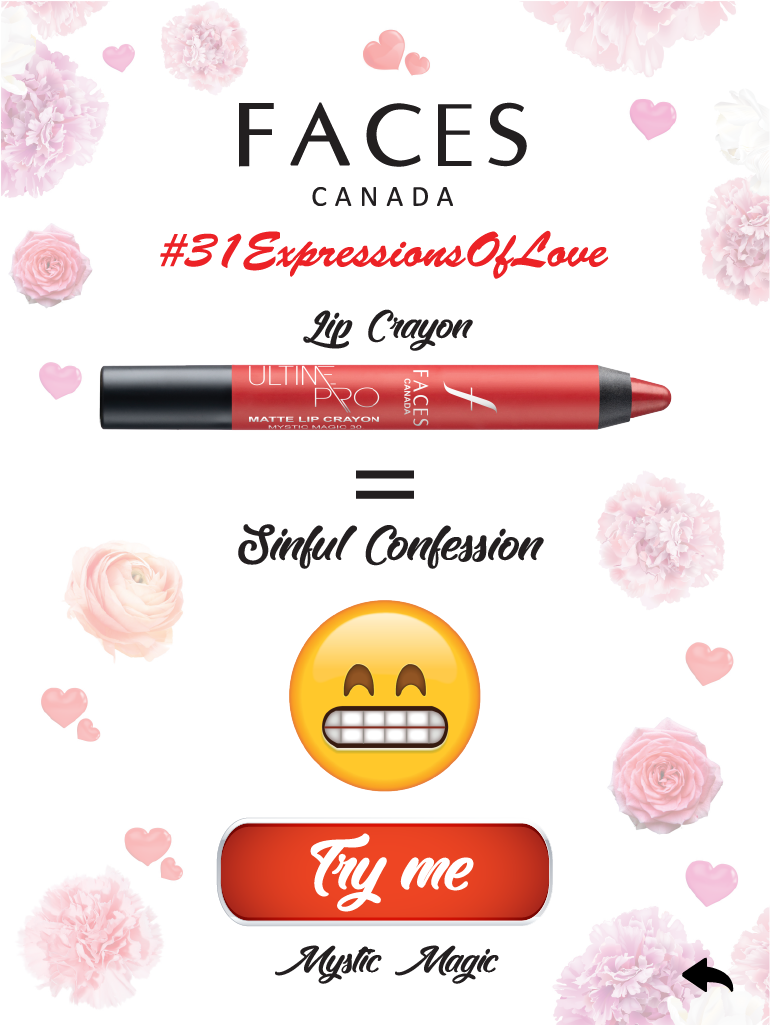 FACES
CANADA
#31ExpressionsOfLove
Lip Crayon
ULTIME
PRO
MATTE LIP CRAYON
MYSTIC MAGIC 30
FACES
CANADA
=
Sinful Confession
Try me
Mystic Magic